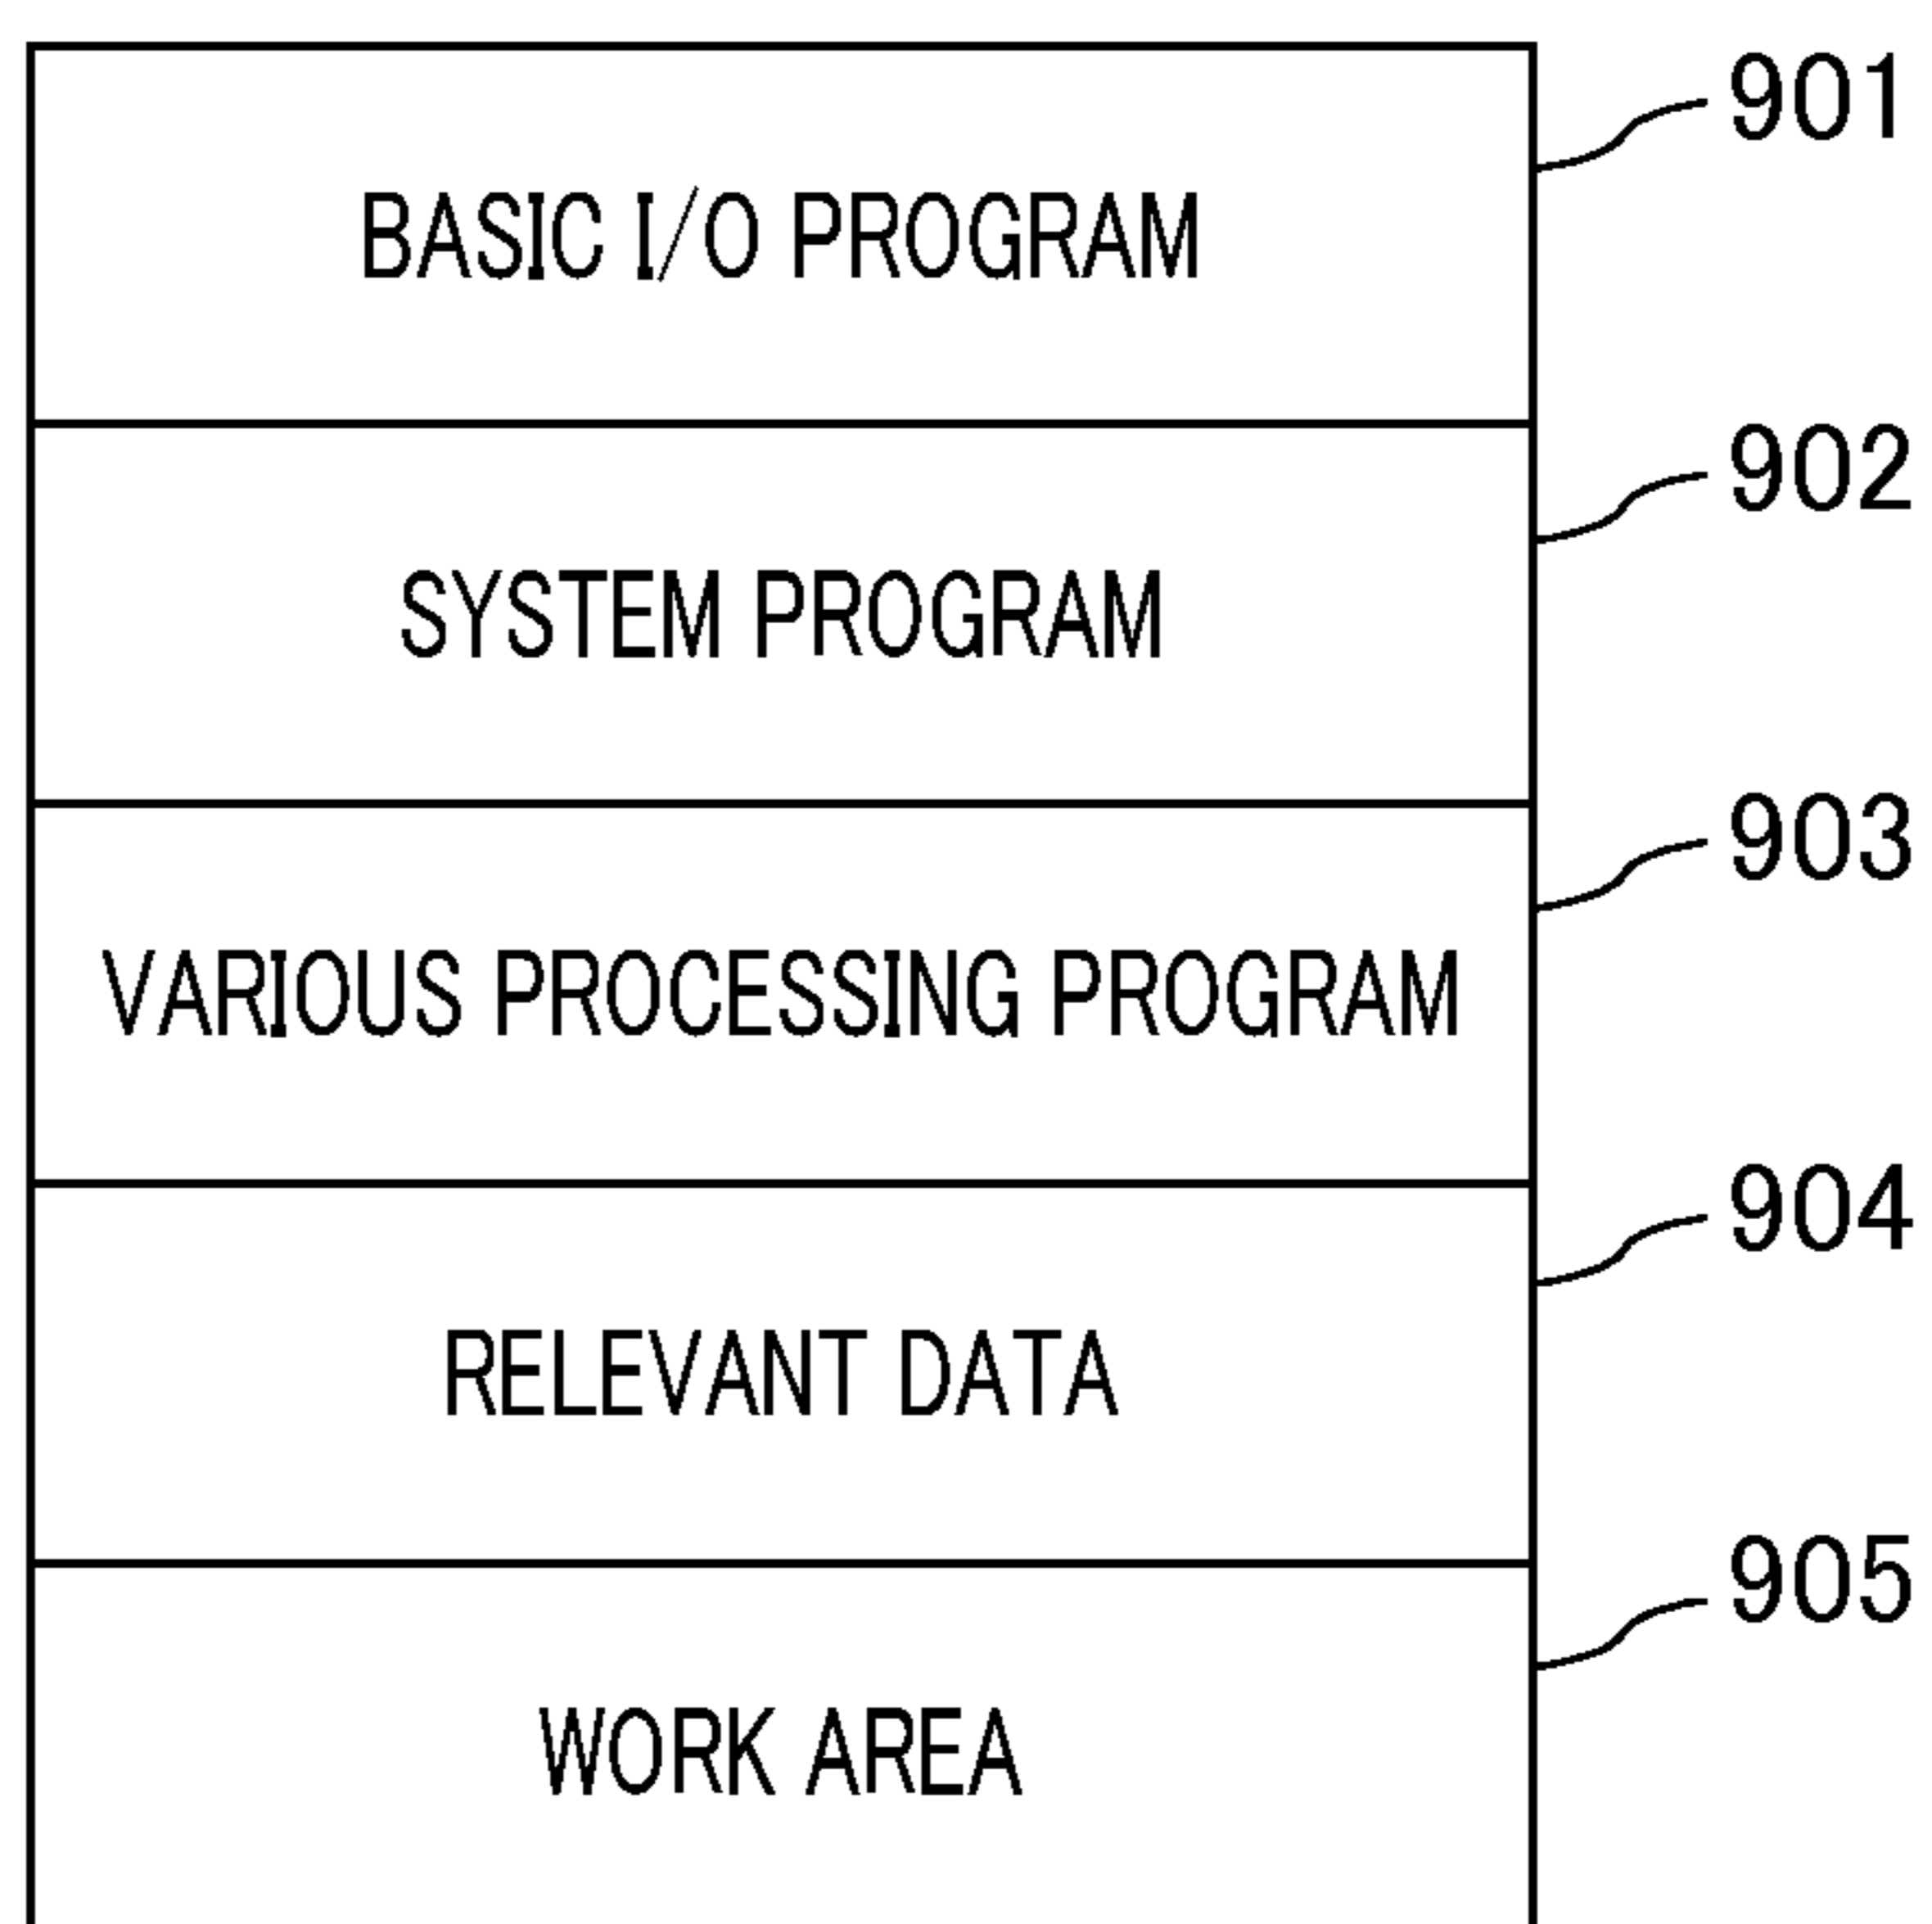 901
BASIC I/O PROGRAM
902
SYSTEM PROGRAM
903
VARIOUS PROCESSING PROGRAM
904
RELEVANT DATA
905
WORK AREA